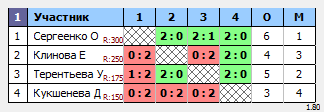 1 Участник 1 2 3 4 О М
1 Сергеенко О R:300 2:0 2:1 2:0 6 1
2 Клинова Е R:250 0:2 0:2 2:0 4 3
3 Терентьева У R:175 1:2 2:0 2:0 5 2
4 Кукшенева Д R:150 0:2 0:2 0:2 3 4
1.80